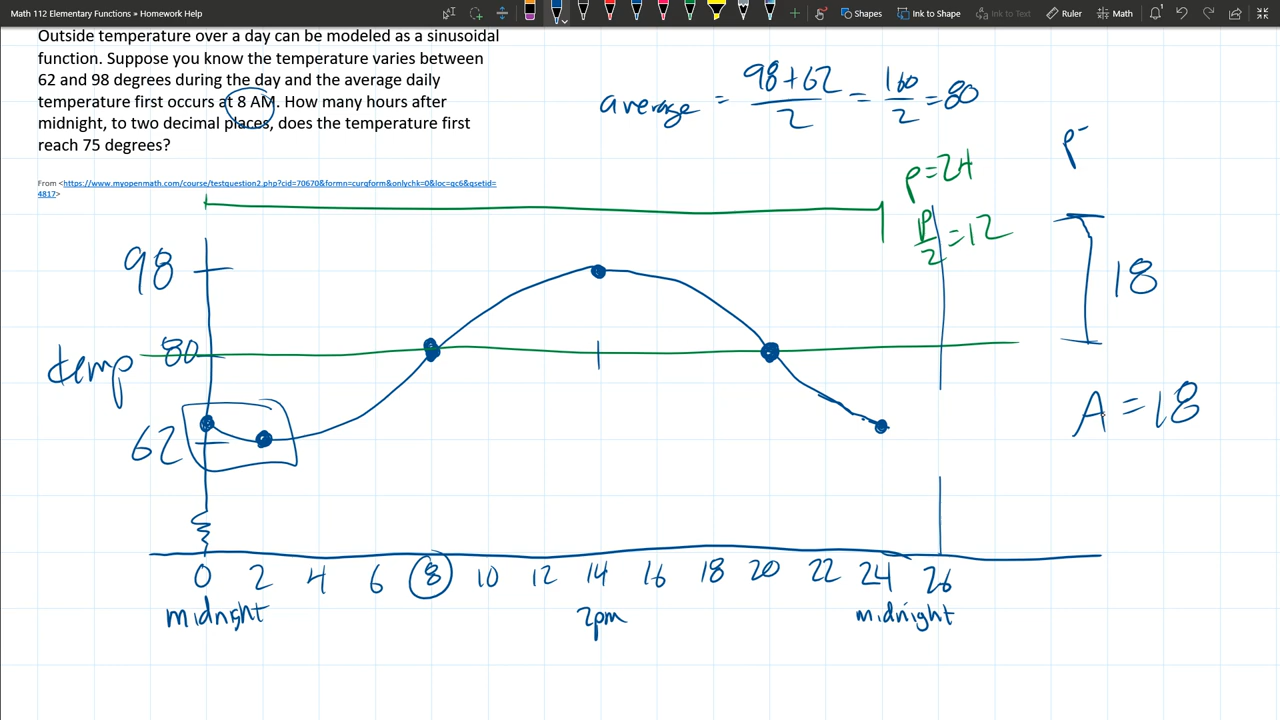 Math 112 Elementary Functions » Homework Help
Shapes
Ink to Shape
Ink to Text
Ruler
Math
Outside temperature over a day can be modeled as a sinusoidal
function. Suppose you know the temperature varies between
62 and 98 degrees during the day and the average daily
temperature first occurs at 8 AM. How many hours after
midnight, to two decimal places, does the temperature first
reach 75 degrees?
From <https://www.myopenmath.com/course/testquestion2.php?cid=70670&formn=curqform&onlychk=0&loc=qc6&qsetid=
4817>
average = 98+62/2 = 160/2 = 80
p=24
p/2 = 12
p-
18
A = 18
98
temp 80
62
0 2 4 6 8 10 12 14 16 18 20 22 24 26
midnight 2pm midnight